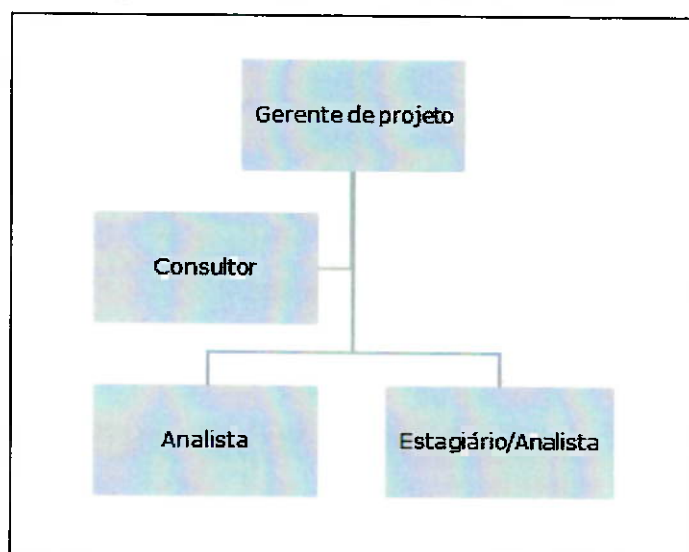 Gerente de projeto
Consultor
Analista
Estagiário/Analista